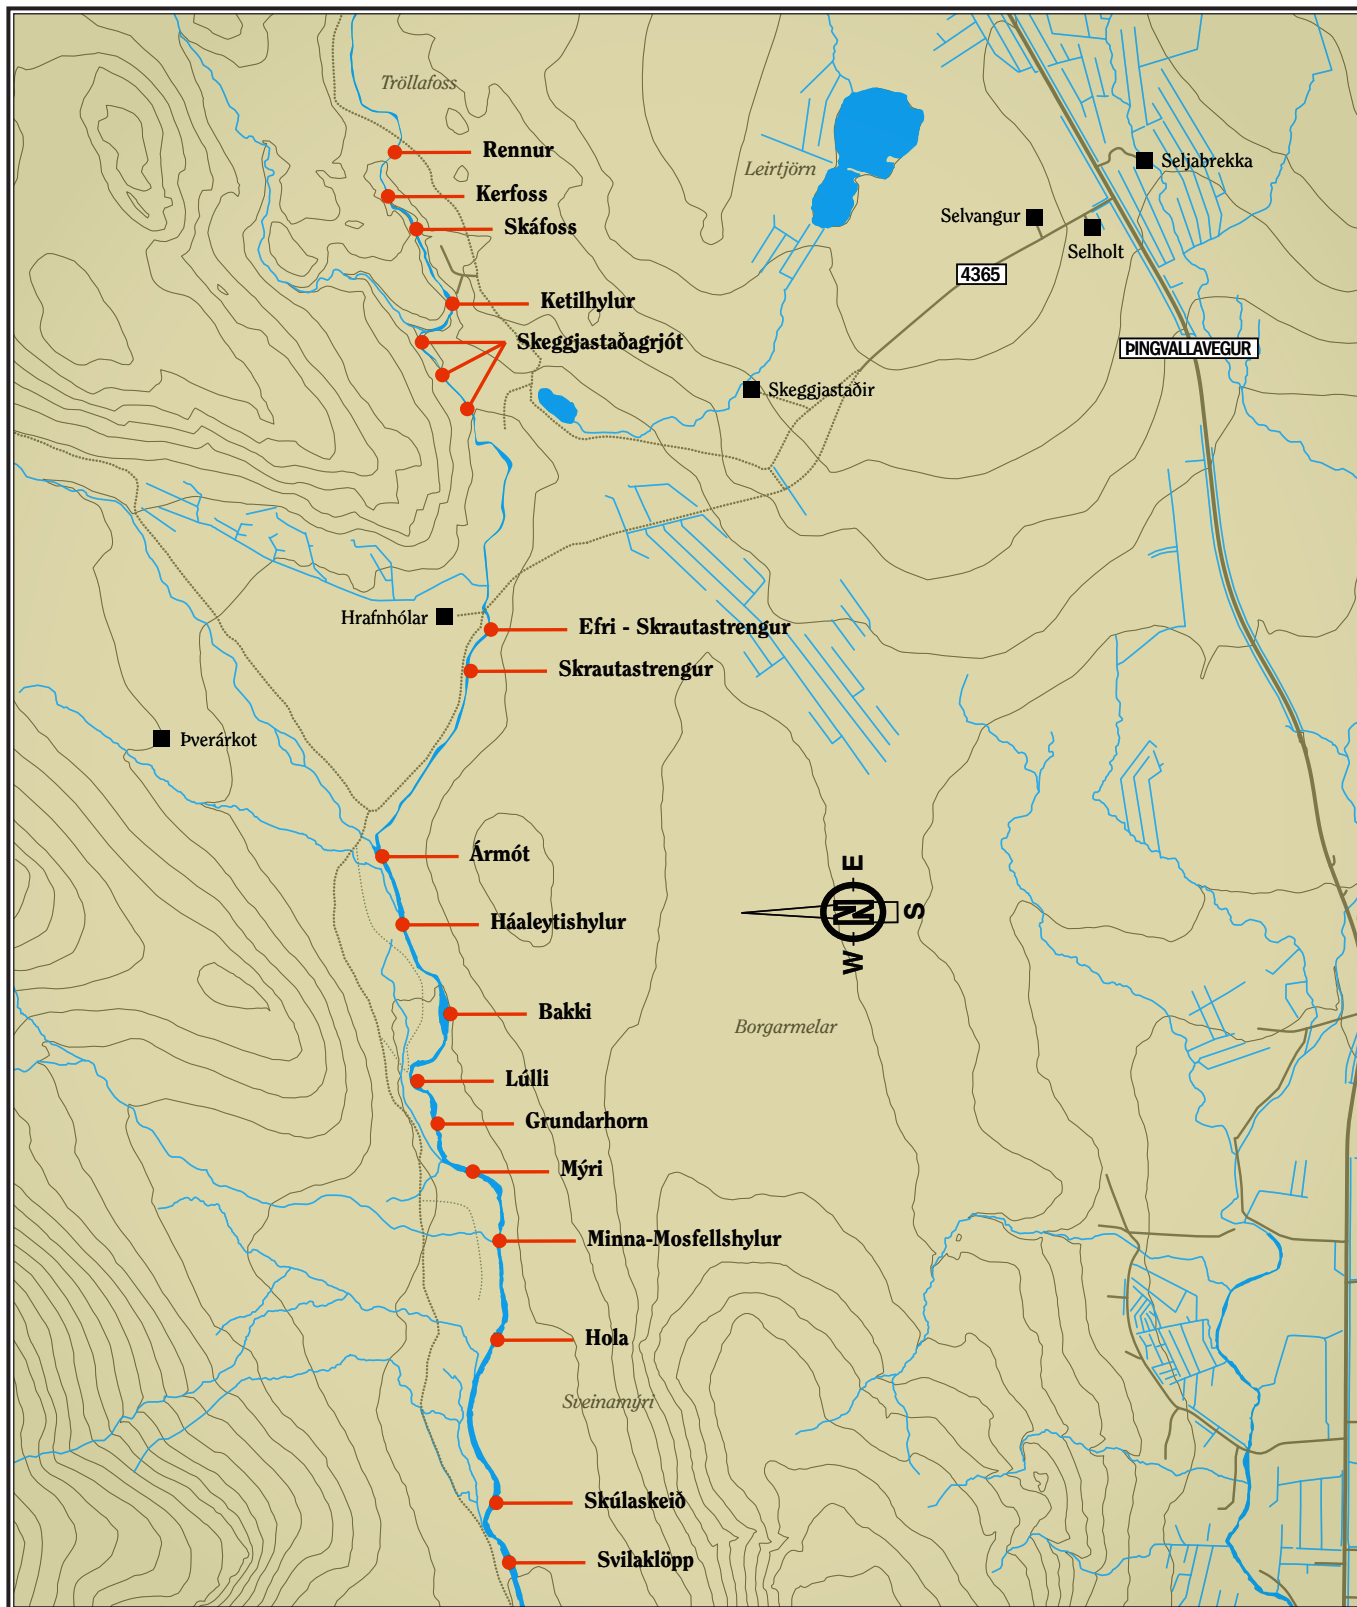 Tröllafoss
Rennur
Leirtjörn
Seljabrekka
Kerfoss
Selvangur
Skáfoss
Selholt
4365
Ketilhylur
Skeggjastaðagrjót
ÞINGVALLAVEGUR
Skeggjastaðir
Hrafnhólar
Efri - Skrautastrengur
Skrautastrengur
Þverárkot
Ármót
E
N
S
W
Háaleytishylur
Bakki
Borgarmelar
Lúlli
Grundarhorn
Mýri
Minna-Mosfellshylur
Hola
Sveinamýri
Skúlaskeið
Svilaklöpp